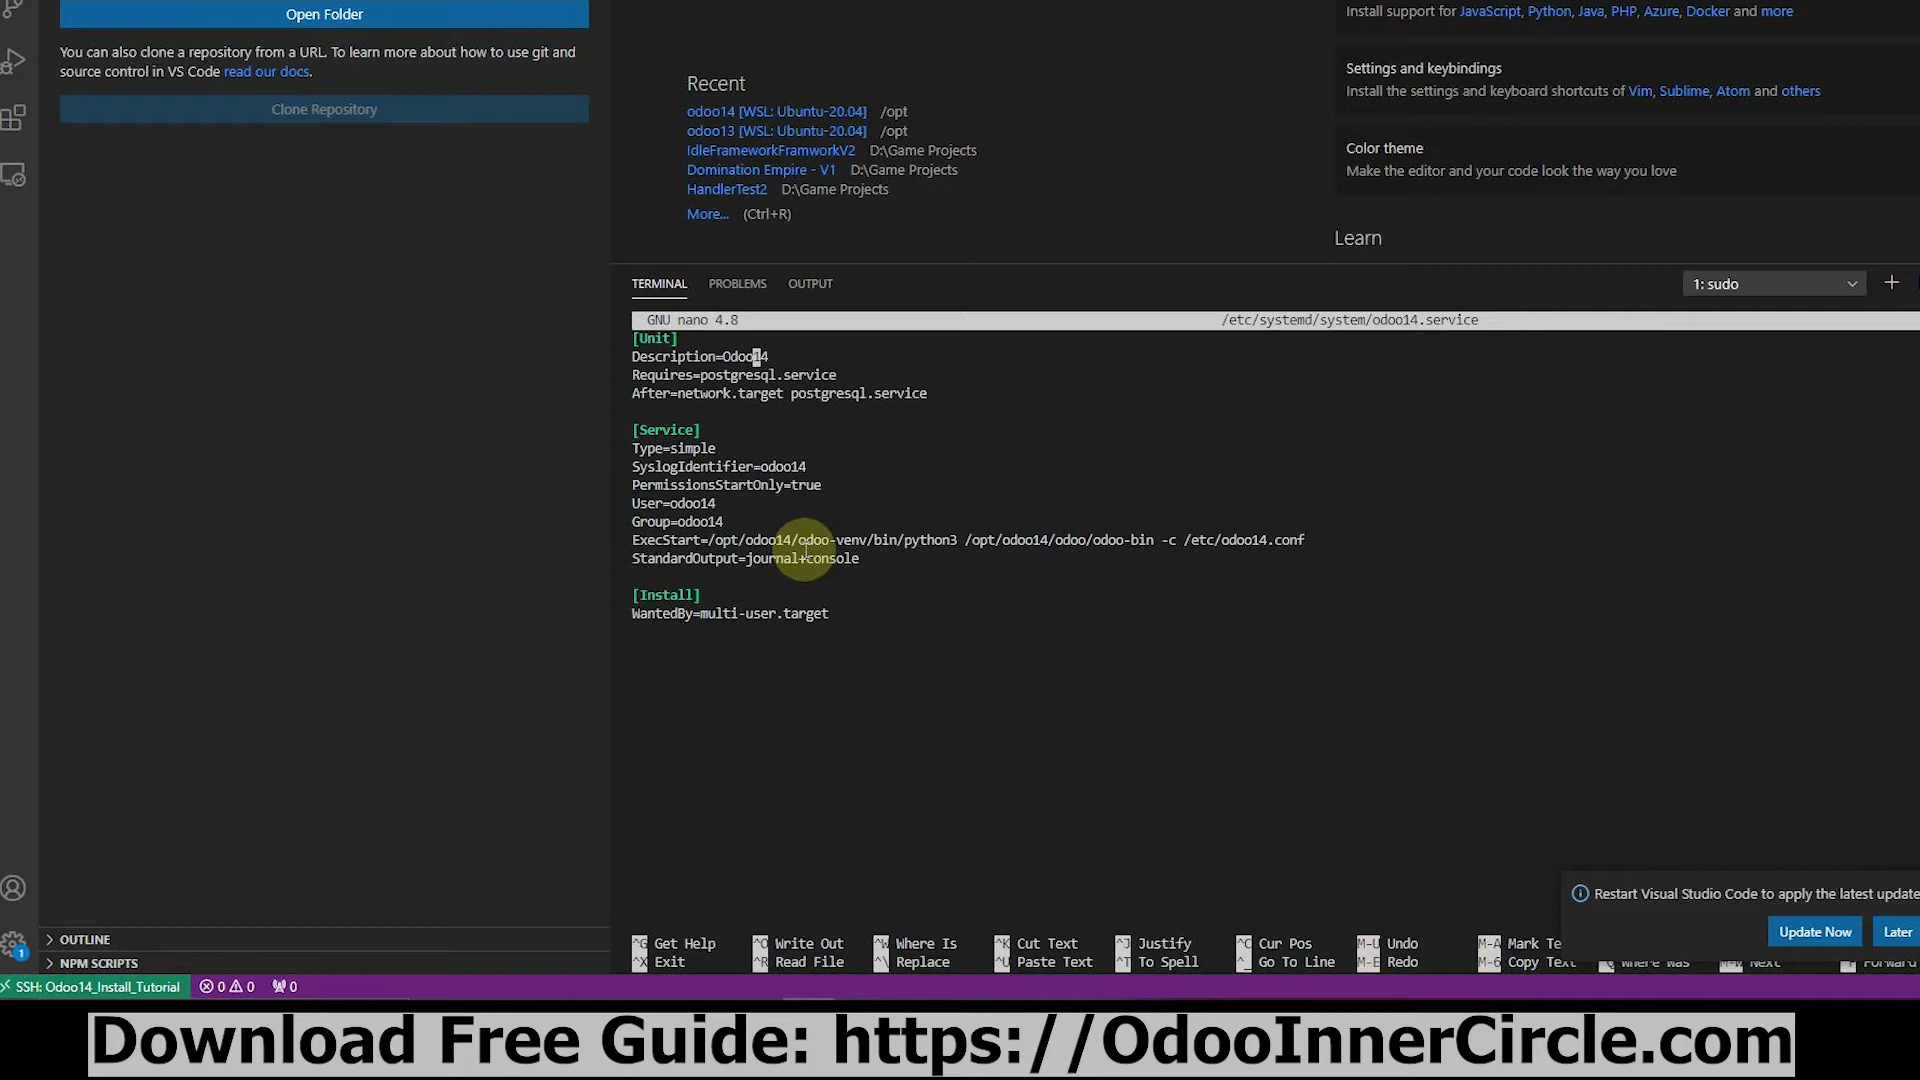 Open Folder
You can also clone a repository from a URL. To learn more about how to use git and
source control in VS Code read our docs.
Clone Repository
Install support for JavaScript, Python, Java, PHP, Azure, Docker and more
Recent
odoo14 [WSL: Ubuntu-20.04] /opt
odoo13 [WSL: Ubuntu-20.04] /opt
IdleFrameworkFramworkV2 D:\Game Projects
Domination Empire - V1 D:\Game Projects
HandlerTest2 D:\Game Projects
More... (Ctrl+R)
Settings and keybindings
Install the settings and keyboard shortcuts of Vim, Sublime, Atom and others
Color theme
Make the editor and your code look the way you love
Learn
TERMINAL PROBLEMS OUTPUT
1: sudo
GNU nano 4.8 /etc/systemd/system/odoo14.service
[Unit]
Description=Odoo14
Requires=postgresql.service
After=network.target postgresql.service
[Service]
Type=simple
SyslogIdentifier=odoo14
PermissionsStartOnly=true
User=odoo14
Group=odoo14
ExecStart=/opt/odoo14/odoo-venv/bin/python3 /opt/odoo14/odoo/odoo-bin -c /etc/odoo14.conf
StandardOutput=journal+console
[Install]
WantedBy=multi-user.target
Restart Visual Studio Code to apply the latest update
Update Now Later
^G Get Help ^O Write Out ^W Where Is ^K Cut Text ^J Justify ^C Cur Pos M-U Undo M-A Mark Te
^X Exit ^R Read File ^\ Replace ^U Paste Text ^T To Spell ^_ Go To Line M-E Redo M-6 Copy Text ^Q Where Was M-W Next ^F Forward
OUTLINE
NPM SCRIPTS
1
SSH: Odoo14_Install_Tutorial 0 0 0
Download Free Guide: https://OdooInnerCircle.com